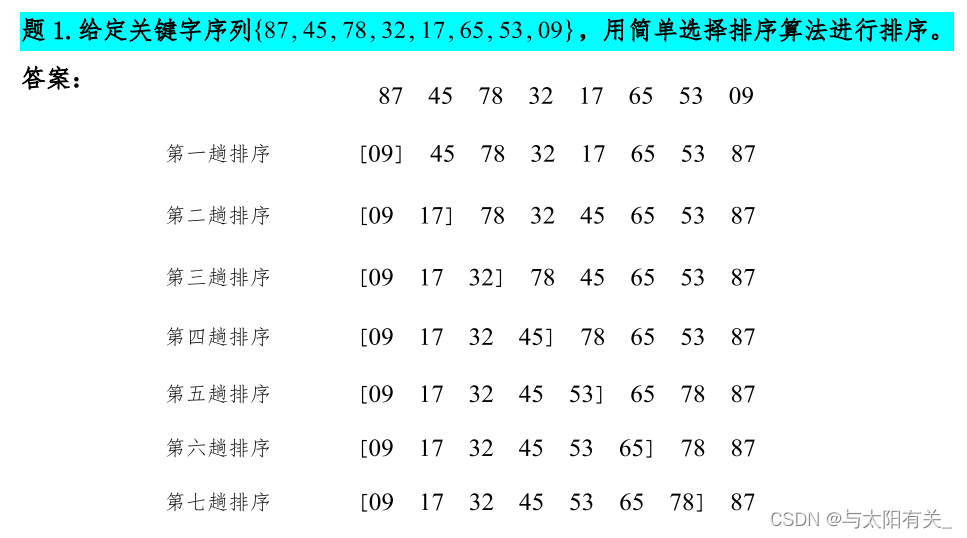 题 1.给定关键字序列{87,45,78,32,17,65,53,09},用简单选择排序算法进行排序。
答案:
87 45 78 32 17 65 53 09
第一趟排序 [09] 45 78 32 17 65 53 87
第二趟排序 [09 17] 78 32 45 65 53 87
第三趟排序 [09 17 32] 78 45 65 53 87
第四趟排序 [09 17 32 45] 78 65 53 87
第五趟排序 [09 17 32 45 53] 65 78 87
第六趟排序 [09 17 32 45 53 65] 78 87
第七趟排序 [09 17 32 45 53 65 78] 87
CSDN @与太阳有关_